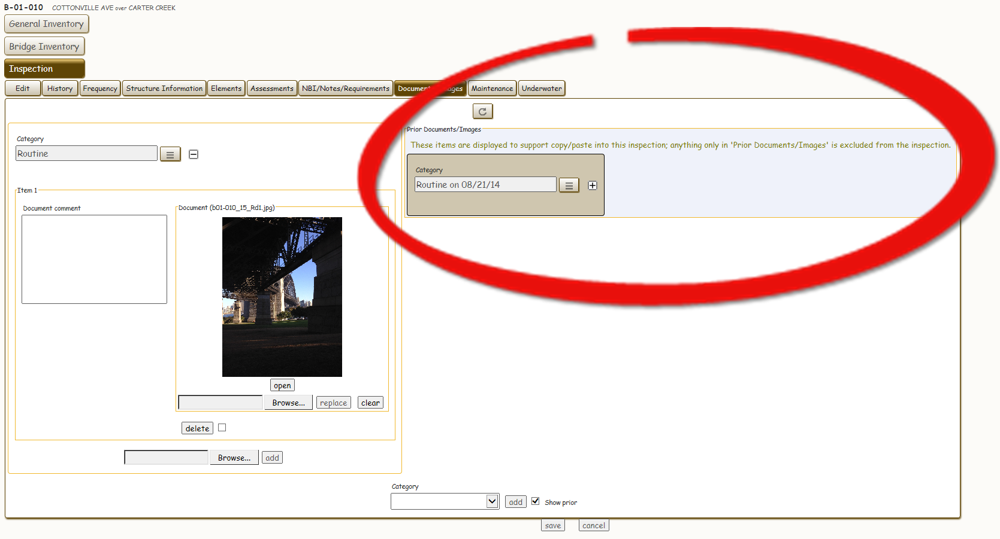 B-01-010 COTTONVILLE AVE over CARTER CREEK
General Inventory
Bridge Inventory
Inspection
Edit History Frequency Structure Information Elements Assessments NBI/Notes/Requirements Document ages Maintenance Underwater
Prior Documents/Images
These items are displayed to support copy/paste into this inspection; anything only in 'Prior Documents/Images' is excluded from the inspection.
Category
Routine
Category
Routine on 08/21/14
Item 1
Document comment
Document (b01-010_15_Rd1.jpg)
open
Browse... replace clear
delete
Browse... add
Category
add Show prior
save cancel